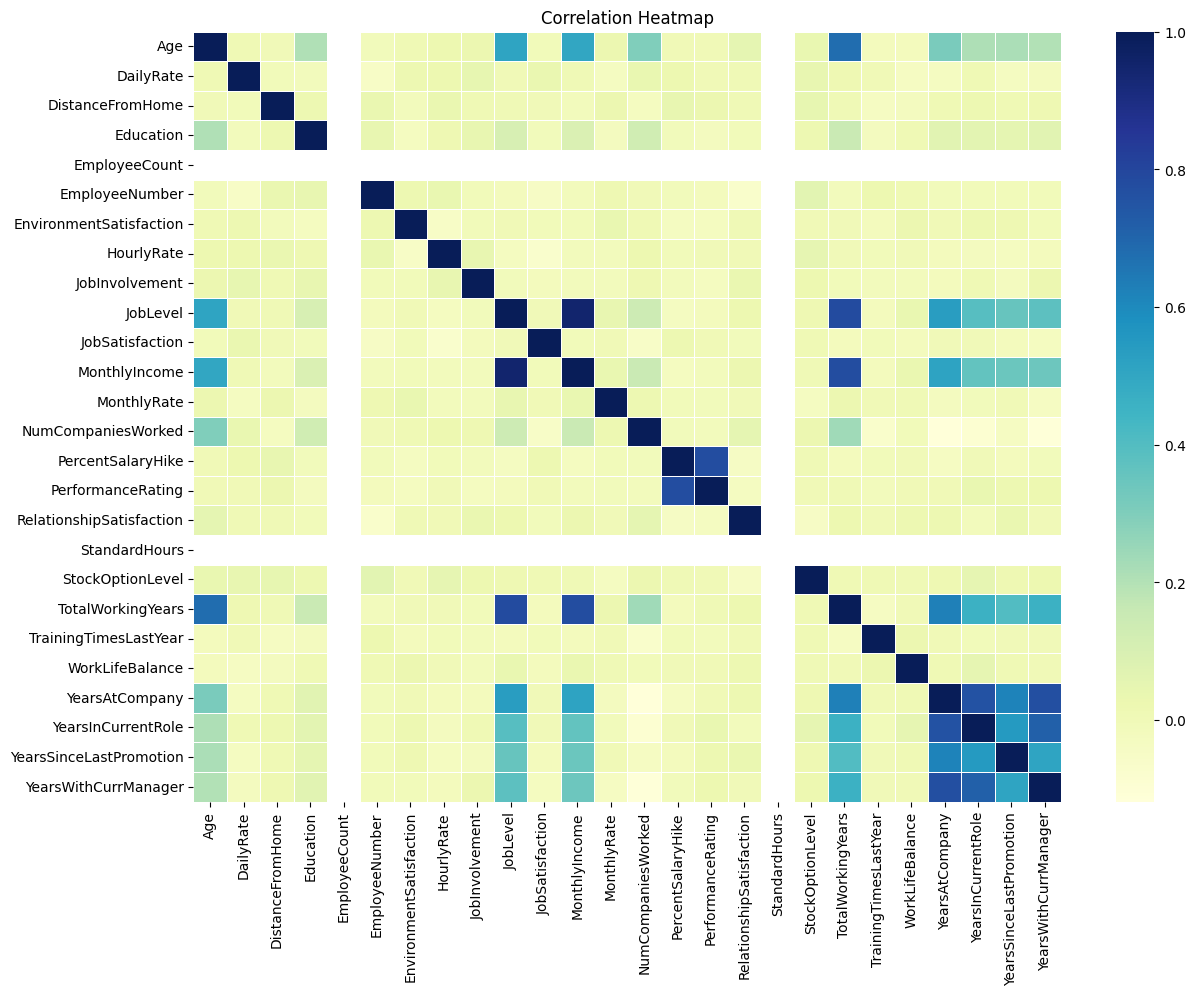 Correlation Heatmap
Age
DailyRate
DistanceFromHome
Education
EmployeeCount
EmployeeNumber
EnvironmentSatisfaction
HourlyRate
JobInvolvement
JobLevel
JobSatisfaction
MonthlyIncome
MonthlyRate
NumCompaniesWorked
PercentSalaryHike
PerformanceRating
RelationshipSatisfaction
StandardHours
StockOptionLevel
TotalWorkingYears
TrainingTimesLastYear
WorkLifeBalance
YearsAtCompany
YearsInCurrentRole
YearsSinceLastPromotion
YearsWithCurrManager
Age
DailyRate
DistanceFromHome
Education
EmployeeCount
EmployeeNumber
EnvironmentSatisfaction
HourlyRate
JobInvolvement
JobLevel
JobSatisfaction
MonthlyIncome
MonthlyRate
NumCompaniesWorked
PercentSalaryHike
PerformanceRating
RelationshipSatisfaction
StandardHours
StockOptionLevel
TotalWorkingYears
TrainingTimesLastYear
WorkLifeBalance
YearsAtCompany
YearsInCurrentRole
YearsSinceLastPromotion
YearsWithCurrManager
1.0
0.8
0.6
0.4
0.2
0.0